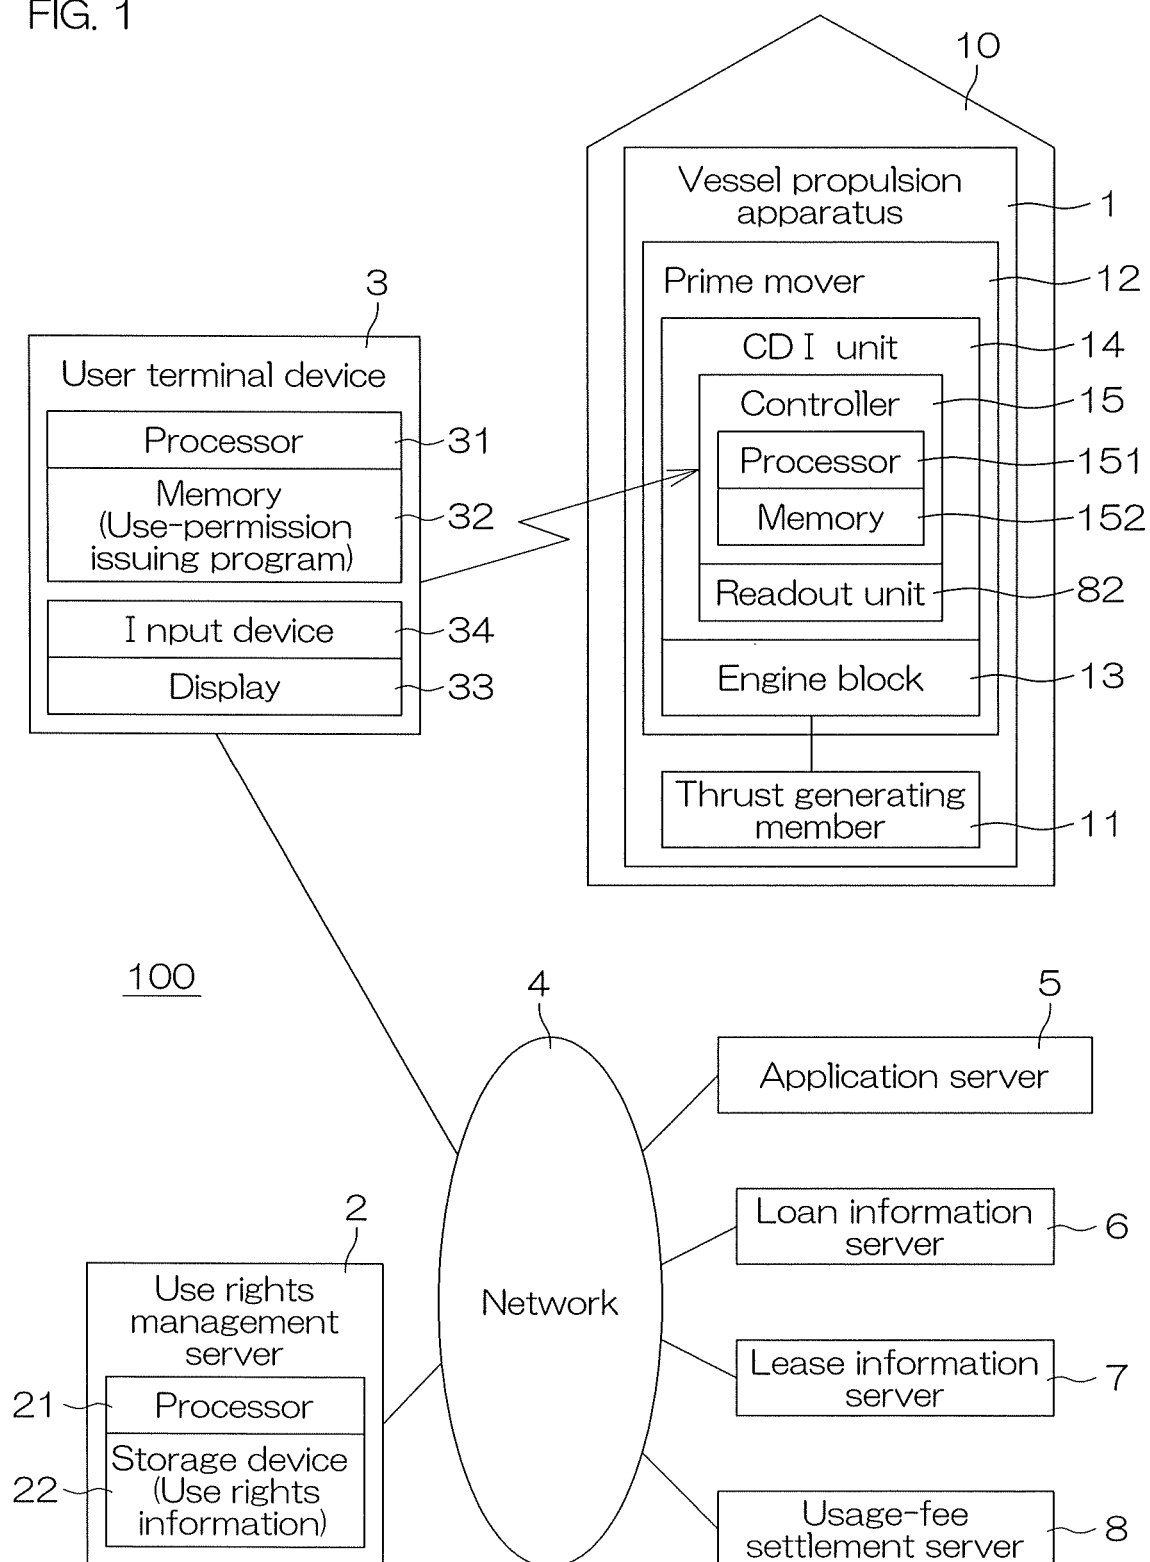 FIG. 1
10
Vessel propulsion
apparatus
1
Prime mover
12
CDI unit
14
Controller
15
Processor
151
Memory
152
Readout unit
82
Engine block
13
Thrust generating
member
11
3
User terminal device
Processor
31
Memory
(Use-permission
issuing program)
32
Input device
34
Display
33
100
4
Network
5
Application server
Loan information
server
6
Lease information
server
7
Usage-fee
settlement server
8
2
Use rights
management
server
21
Processor
22
Storage device
(Use rights
information)